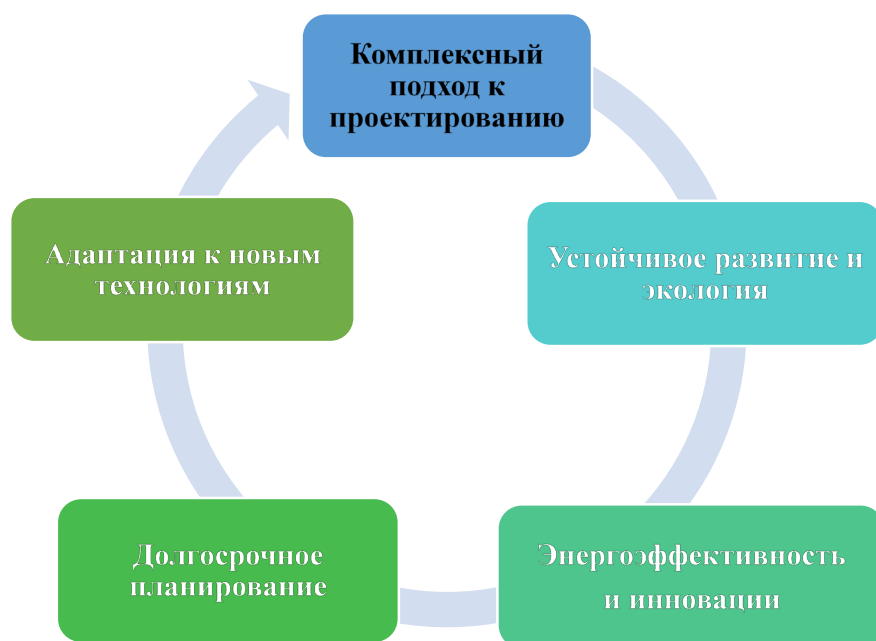 Комплексный
подход к
проектированию
Устойчивое развитие и
экология
Энергоэффективность
и инновации
Долгосрочное
планирование
Адаптация к новым
технологиям